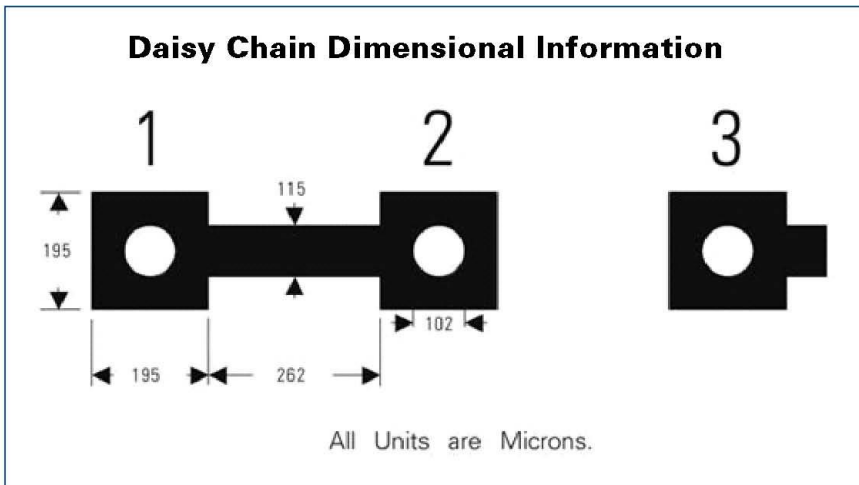 Daisy Chain Dimensional Information
1 2 3
115
195
102
195 262
All Units are Microns.